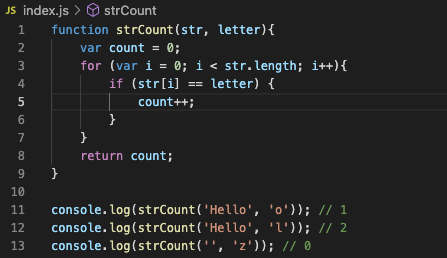 JS index.js > strCount
1 function strCount(str, letter){
2     var count = 0;
3     for (var i = 0; i < str.length; i++){
4         if (str[i] == letter) {
5             count++;
6         }
7     }
8     return count;
9 }
10
11 console.log(strCount('Hello', 'o')); // 1
12 console.log(strCount('Hello', 'l')); // 2
13 console.log(strCount('', 'z')); // 0